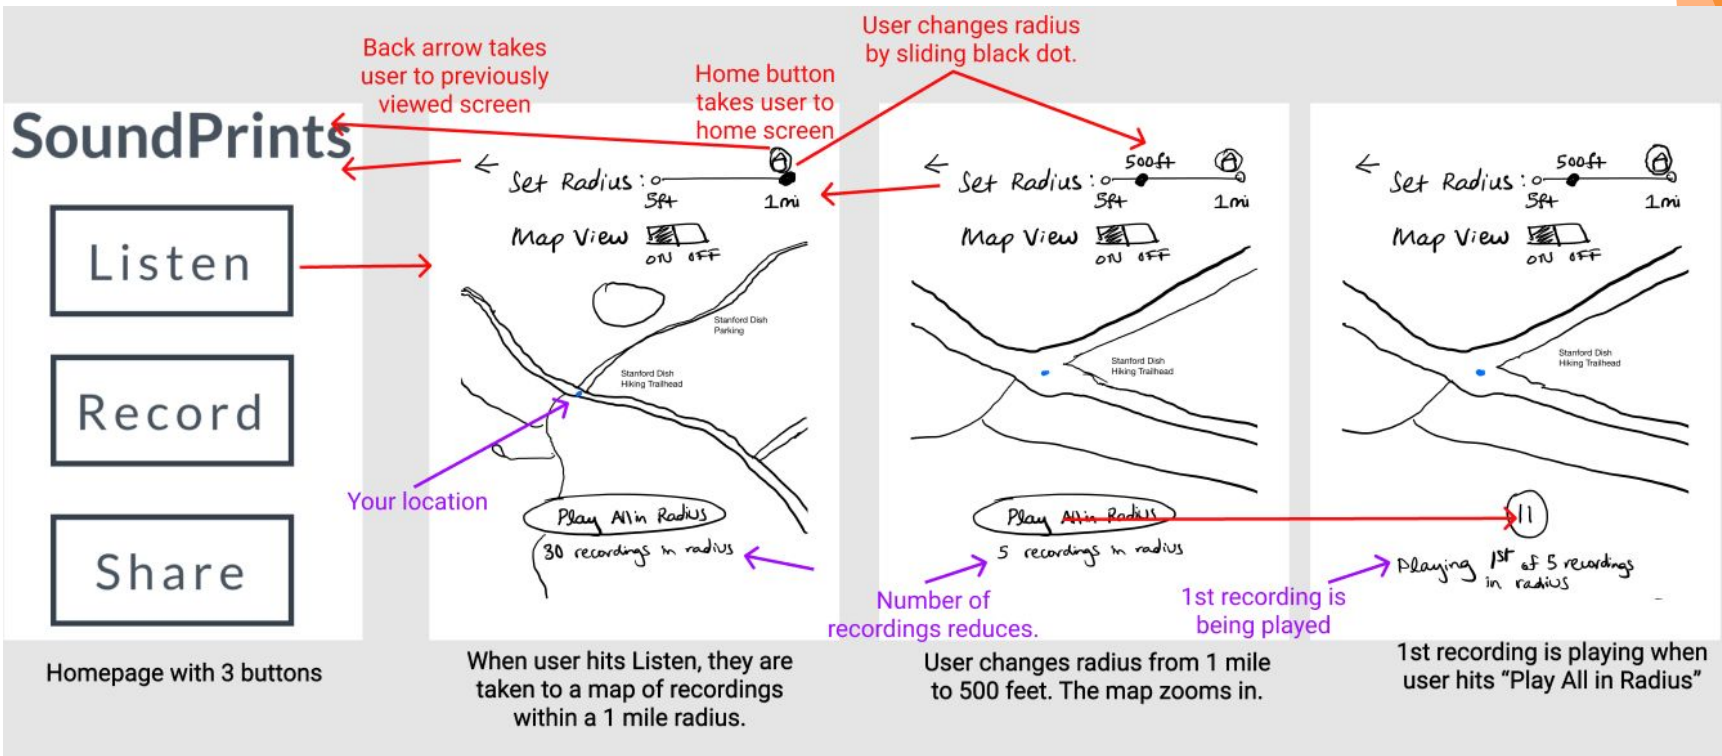 User changes radius
by sliding black dot.
Back arrow takes
user to previously
viewed screen
Home button
takes user to
home screen
SoundPrints
Listen
Record
Share
Homepage with 3 buttons
Set Radius:
5ft
1mi
Map View
ON OFF
Stanford Dish
Parking
Stanford Dish
Hiking Trailhead
Your location
Play All in Radius
30 recordings in radius
When user hits Listen, they are
taken to a map of recordings
within a 1 mile radius.
500ft
Set Radius:
5ft
1mi
Map View
ON OFF
Stanford Dish
Hiking Trailhead
Play All in Radius
5 recordings in radius
Number of
recordings reduces.
User changes radius from 1 mile
to 500 feet. The map zooms in.
500ft
Set Radius:
5ft
1mi
Map View
ON OFF
Stanford Dish
Hiking Trailhead
Playing 1st of 5 recordings
in radius
1st recording is
being played
1st recording is playing when
user hits “Play All in Radius”